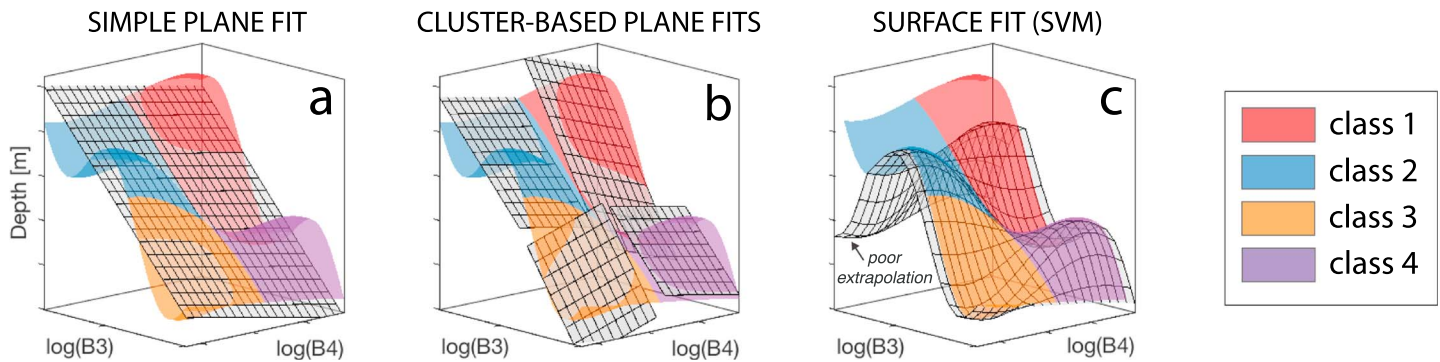 SIMPLE PLANE FIT
CLUSTER-BASED PLANE FITS
SURFACE FIT (SVM)
a
b
c
Depth [m]
poor
extrapolation
log(B3)
log(B4)
log(B3)
log(B4)
log(B3)
log(B4)
class 1
class 2
class 3
class 4